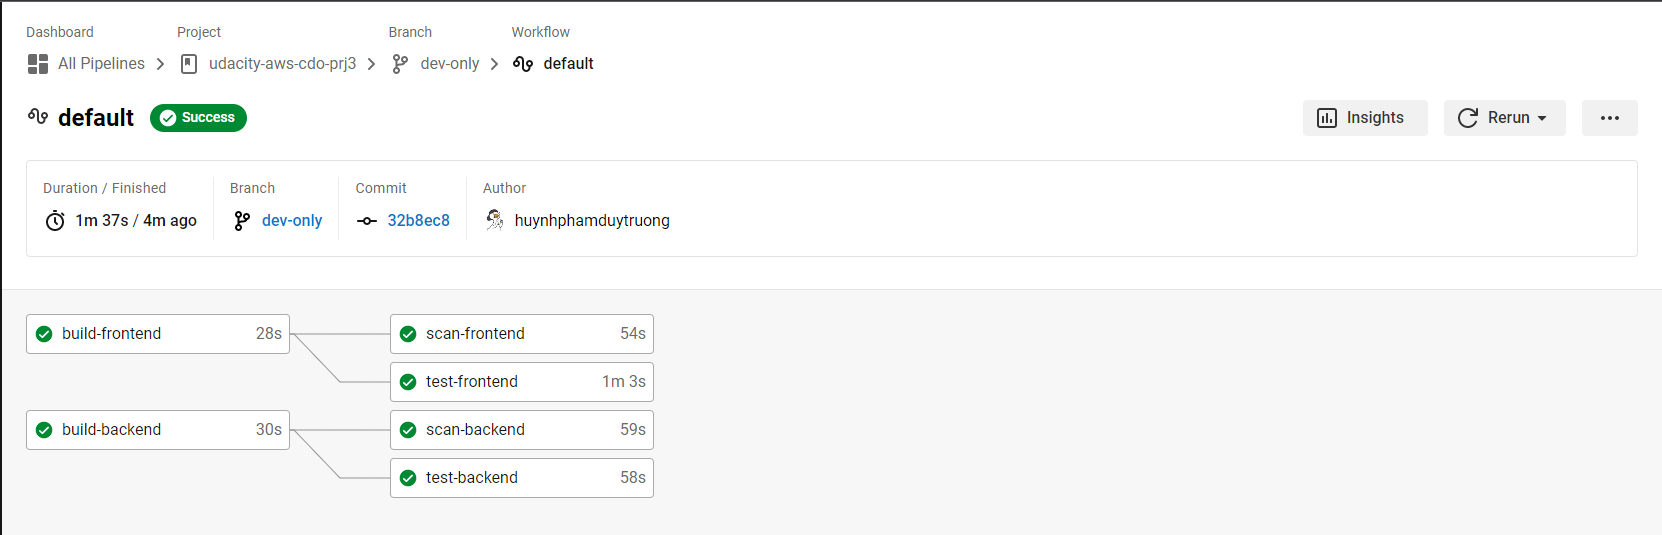 Dashboard Project Branch Workflow
All Pipelines udacity-aws-cdo-prj3 dev-only default
default Success Insights Rerun
Duration / Finished Branch Commit Author
1m 37s / 4m ago dev-only 32b8ec8 huynhphamduytruong
build-frontend 28s scan-frontend 54s
test-frontend 1m 3s
build-backend 30s scan-backend 59s
test-backend 58s